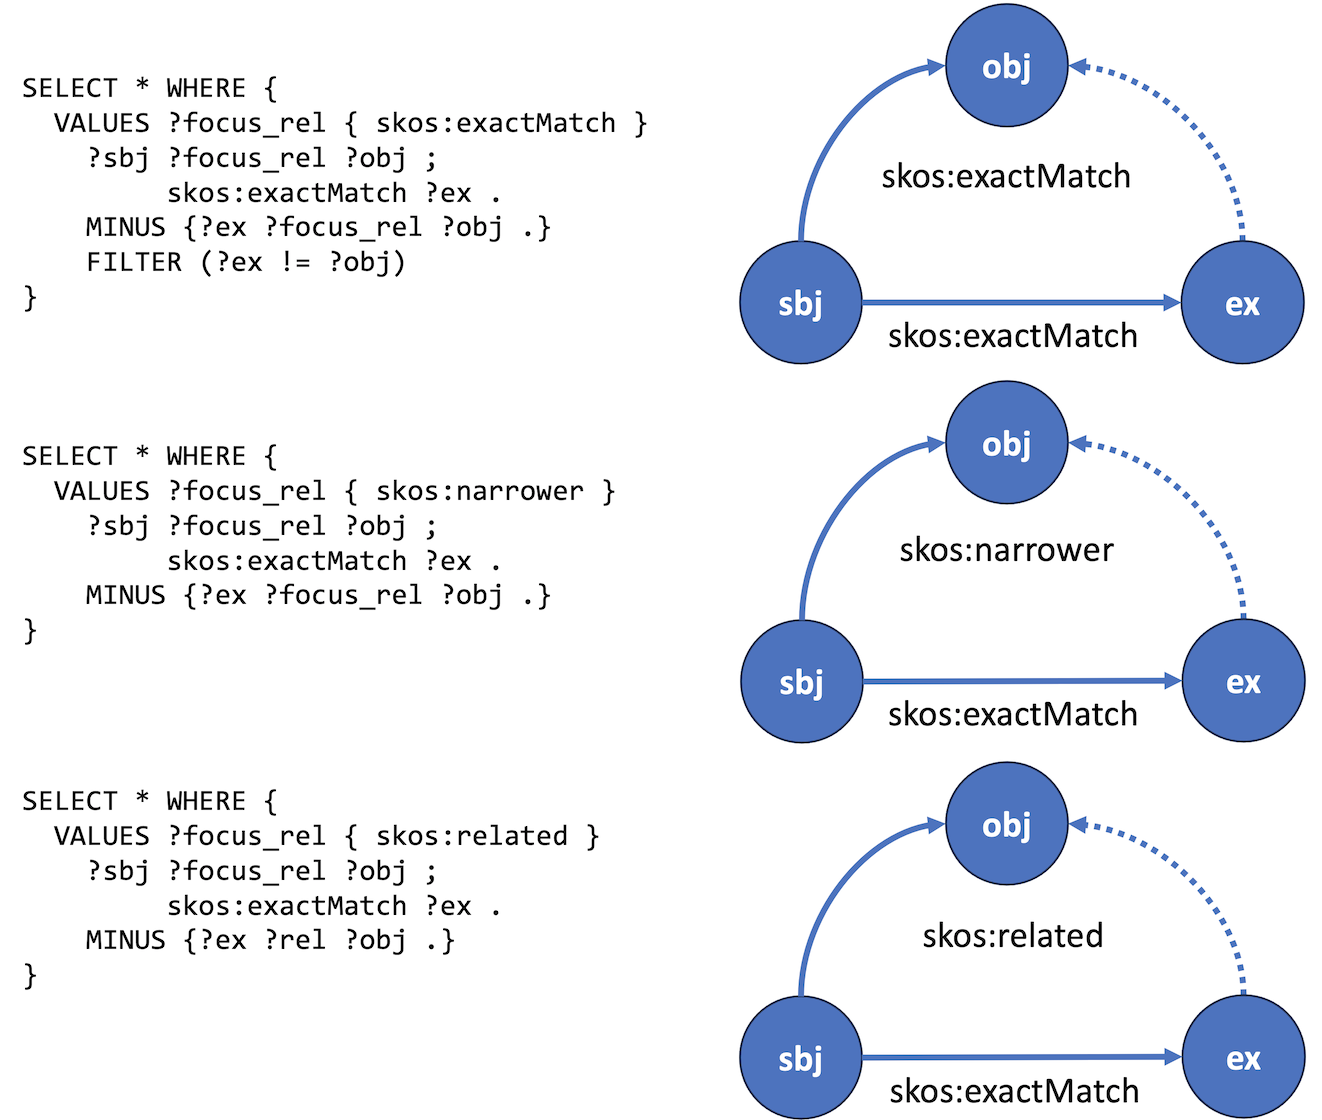 SELECT * WHERE {
VALUES ?focus_rel { skos:exactMatch }
?sbj ?focus_rel ?obj ;
skos:exactMatch ?ex .
MINUS {?ex ?focus_rel ?obj .}
FILTER (?ex != ?obj)
}
obj
skos:exactMatch
sbj
ex
skos:exactMatch
SELECT * WHERE {
VALUES ?focus_rel { skos:narrower }
?sbj ?focus_rel ?obj ;
skos:exactMatch ?ex .
MINUS {?ex ?focus_rel ?obj .}
}
obj
skos:narrower
sbj
ex
skos:exactMatch
SELECT * WHERE {
VALUES ?focus_rel { skos:related }
?sbj ?focus_rel ?obj ;
skos:exactMatch ?ex .
MINUS {?ex ?rel ?obj .}
}
obj
skos:related
sbj
ex
skos:exactMatch